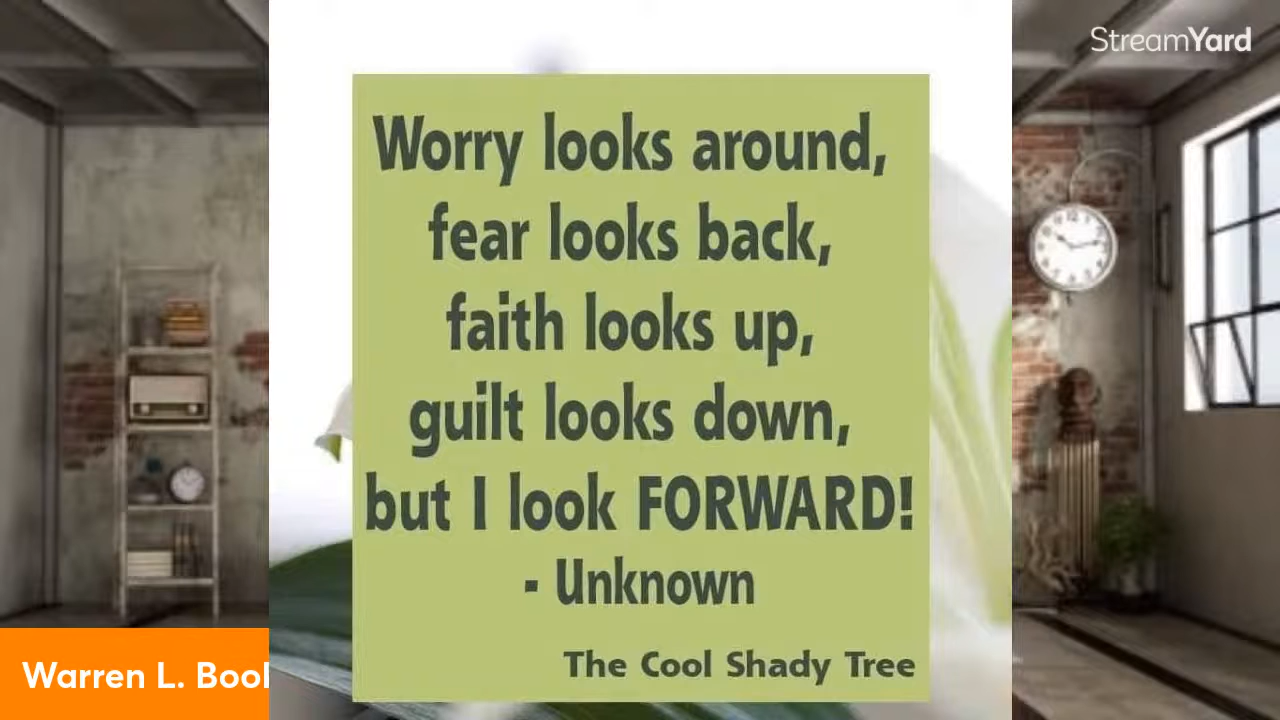 StreamYard
Worry looks around,
fear looks back,
faith looks up,
guilt looks down,
but I look FORWARD!
- Unknown
The Cool Shady Tree
Warren L.